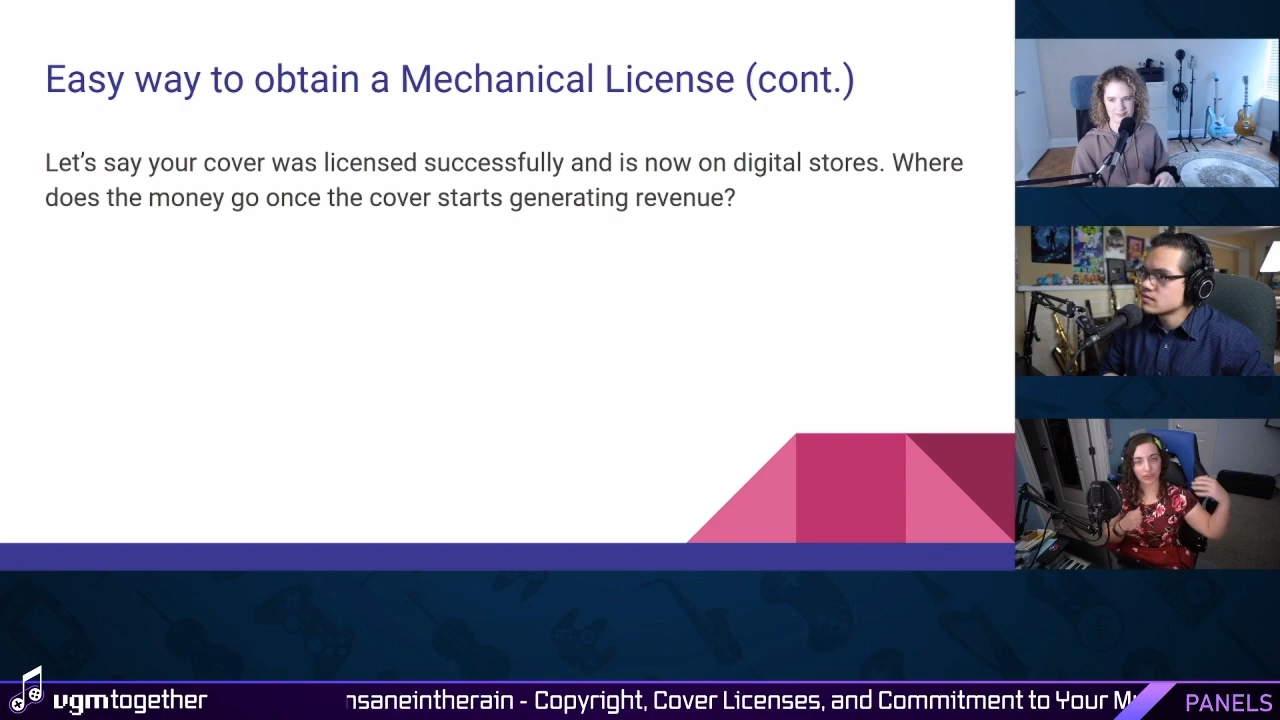 Easy way to obtain a Mechanical License (cont.)
Let's say your cover was licensed successfully and is now on digital stores. Where
does the money go once the cover starts generating revenue?
vgmtogether
nsaneintherain - Copyright, Cover Licenses, and Commitment to Your M
PANELS